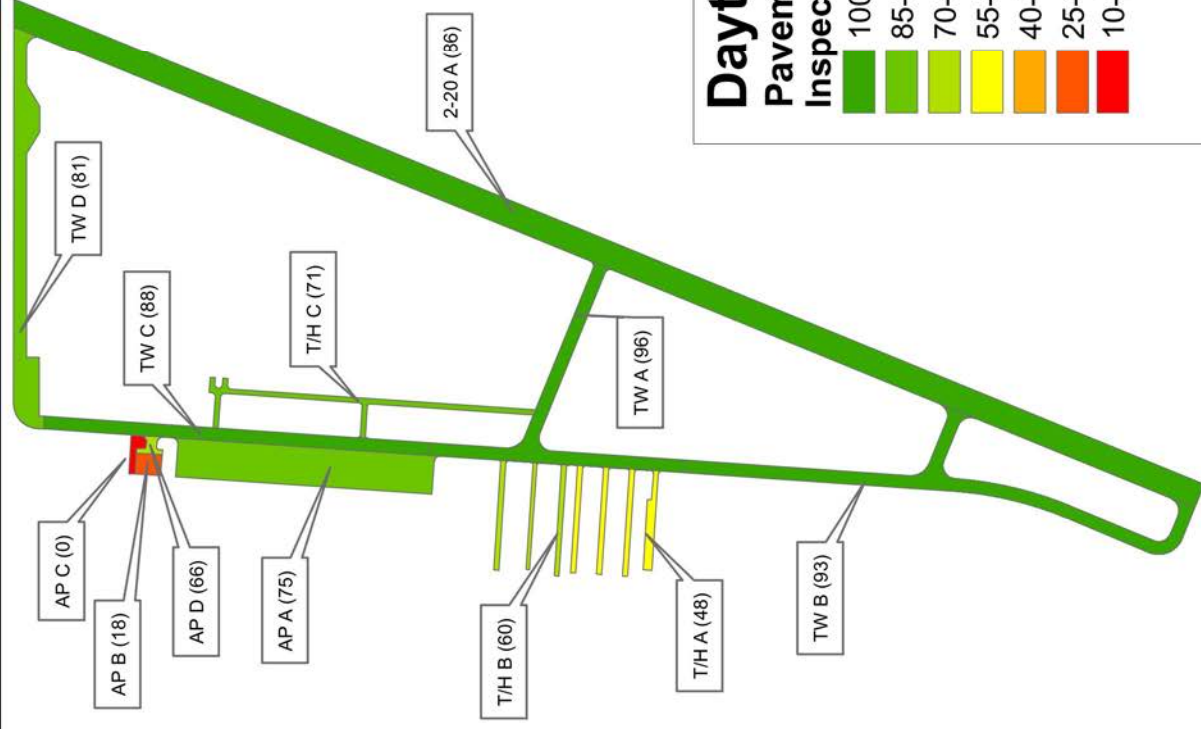 2-20 A (86)
TW D (81)
TW C (88)
T/H C (71)
TW A (96)
AP C (0)
AP B (18)
AP D (66)
AP A (75)
T/H B (60)
T/H A (48)
TW B (93)
Dayt
Pavem
Inspec
100
85-
70-
55-
40-
25-
10-